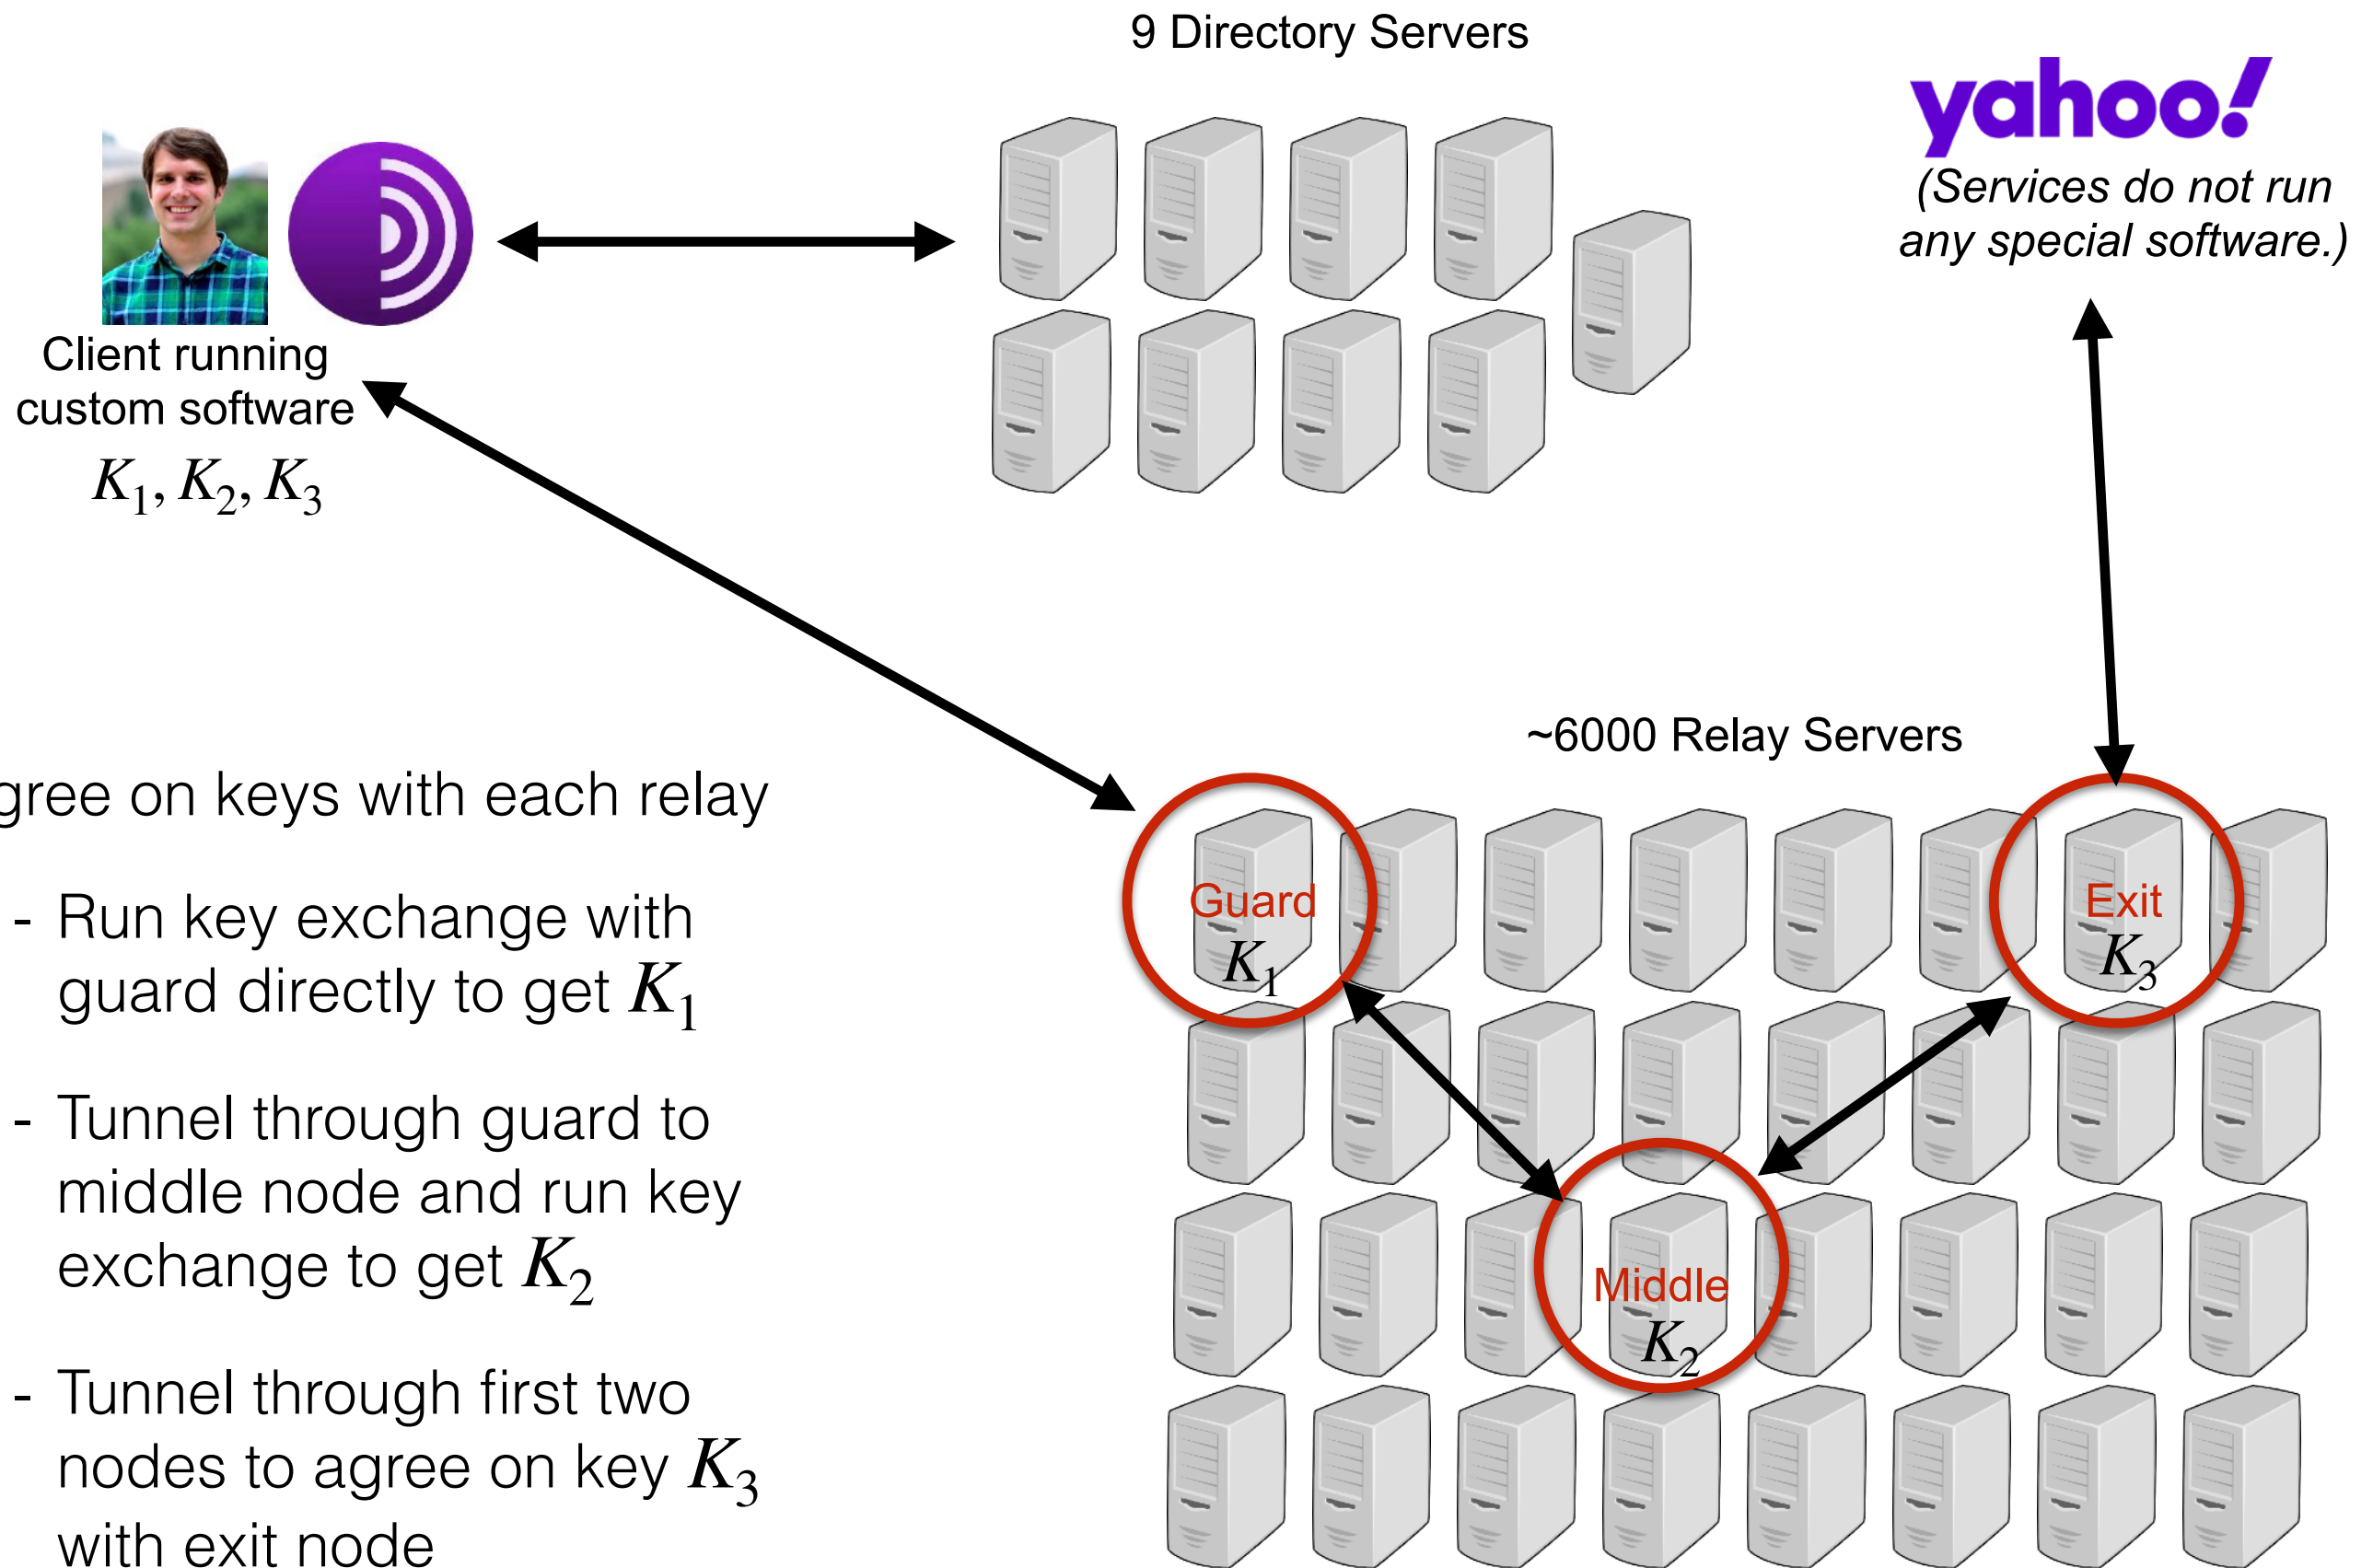 9 Directory Servers
yahoo!
(Services do not run
any special software.)
Client running
custom software
K₁, K₂, K₃
~6000 Relay Servers
gree on keys with each relay
- Run key exchange with
guard directly to get K₁
- Tunnel through guard to
middle node and run key
exchange to get K₂
- Tunnel through first two
nodes to agree on key K₃
with exit node
Guard
K₁
Exit
K₃
Middle
K₂